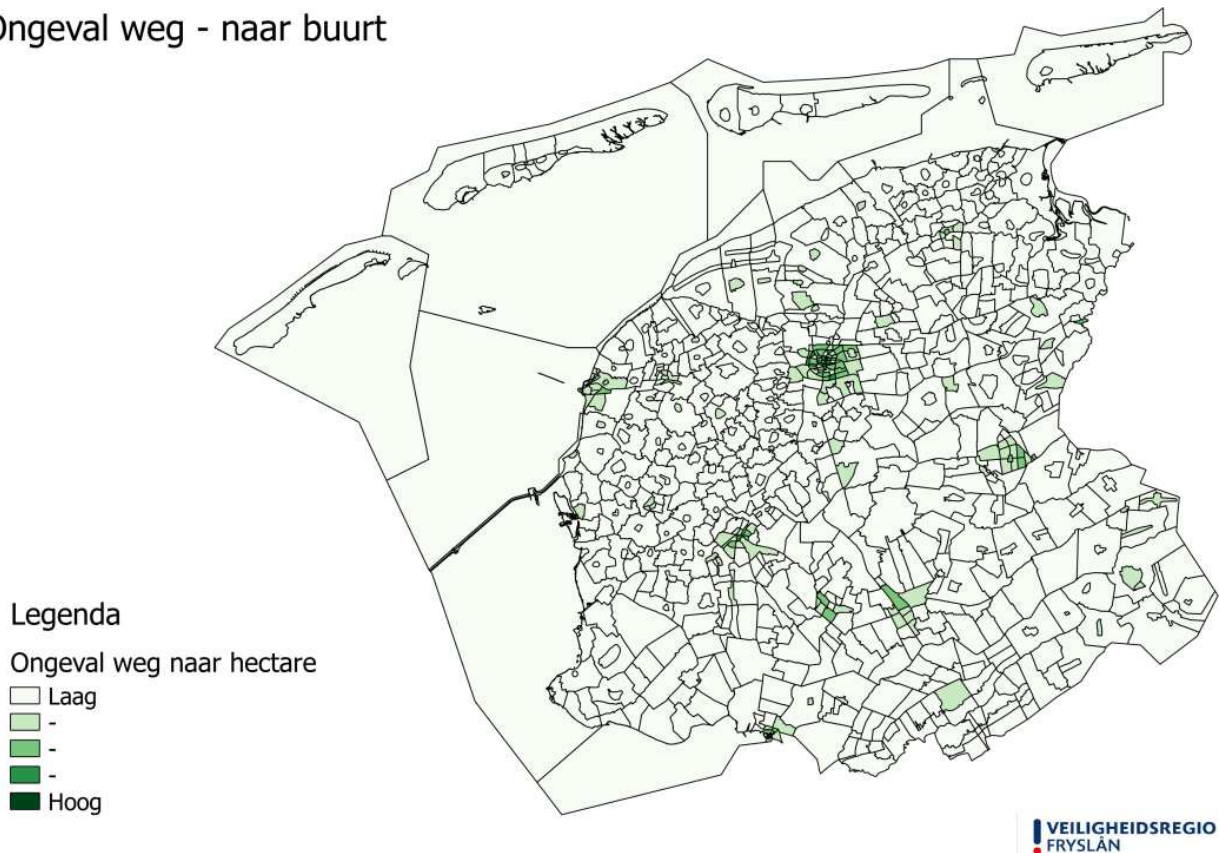 Ongeval weg - naar buurt
Legenda
Ongeval weg naar hectare
Laag
-
-
-
Hoog
VEILIGHEIDSREGIO
FRYSLÂN